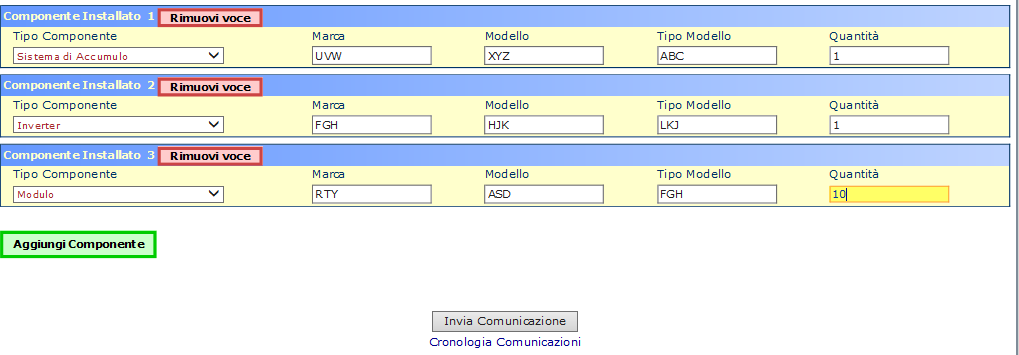 Componente Installato 1 Rimuovi voce
Tipo Componente Marca Modello Tipo Modello Quantità
Sistema di Accumulo UVW XYZ ABC 1
Componente Installato 2 Rimuovi voce
Tipo Componente Marca Modello Tipo Modello Quantità
Inverter FGH HJK LKJ 1
Componente Installato 3 Rimuovi voce
Tipo Componente Marca Modello Tipo Modello Quantità
Modulo RTY ASD FGH 10
Aggiungi Componente
Invia Comunicazione
Cronologia Comunicazioni